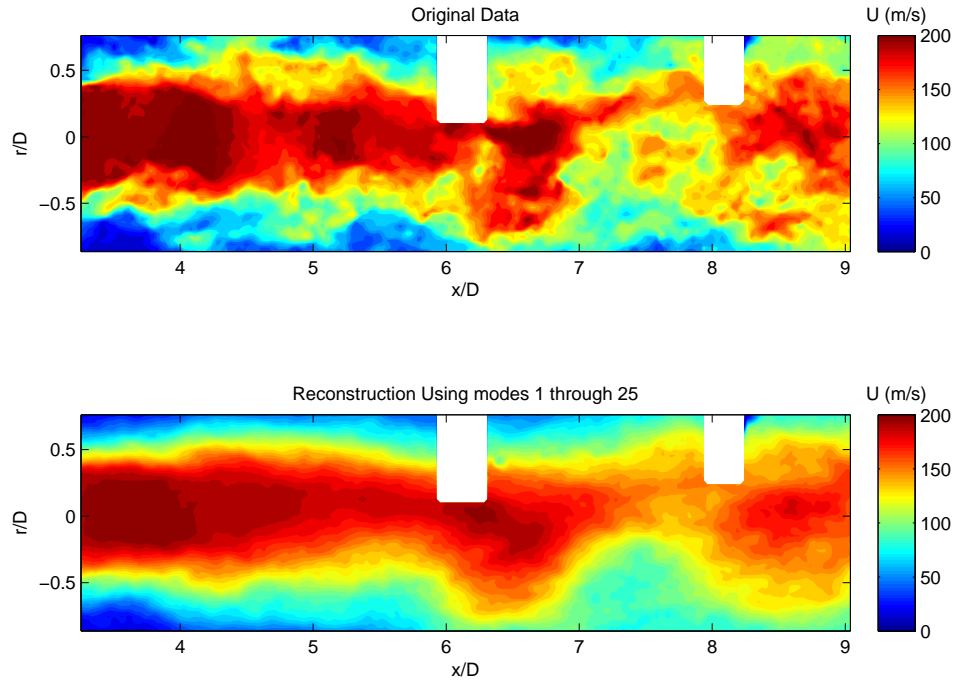 Original Data
U (m/s)
0.5
0
−0.5
r/D
4 5 6 7 8 9
x/D
200
150
100
50
0
Reconstruction Using modes 1 through 25
U (m/s)
0.5
0
−0.5
r/D
4 5 6 7 8 9
x/D
200
150
100
50
0